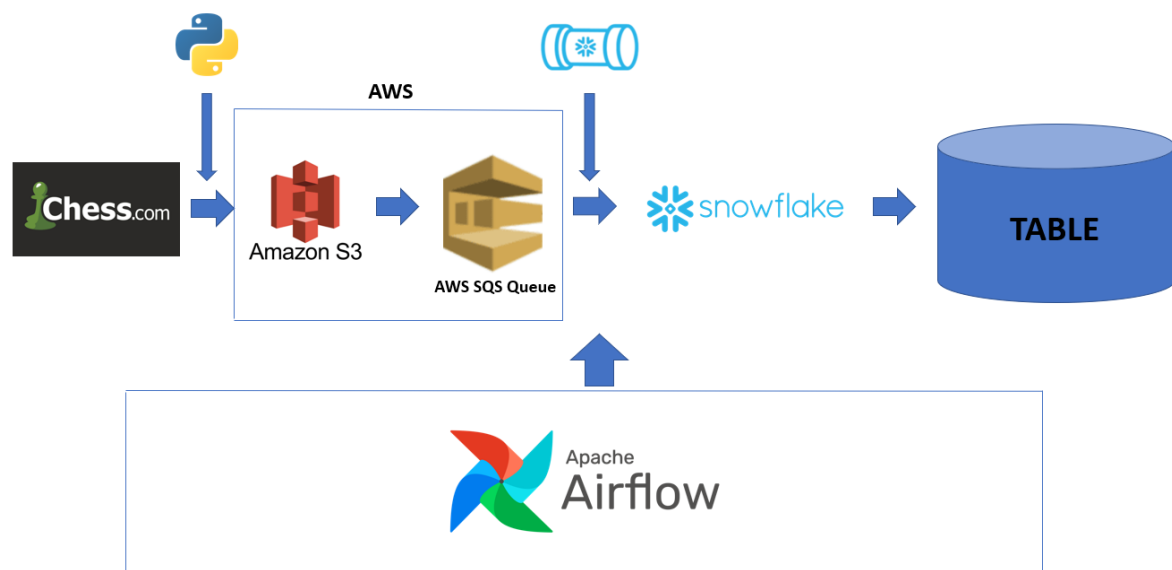 AWS
Chess.com
Amazon S3
AWS SQS Queue
snowflake
TABLE
Apache
Airflow